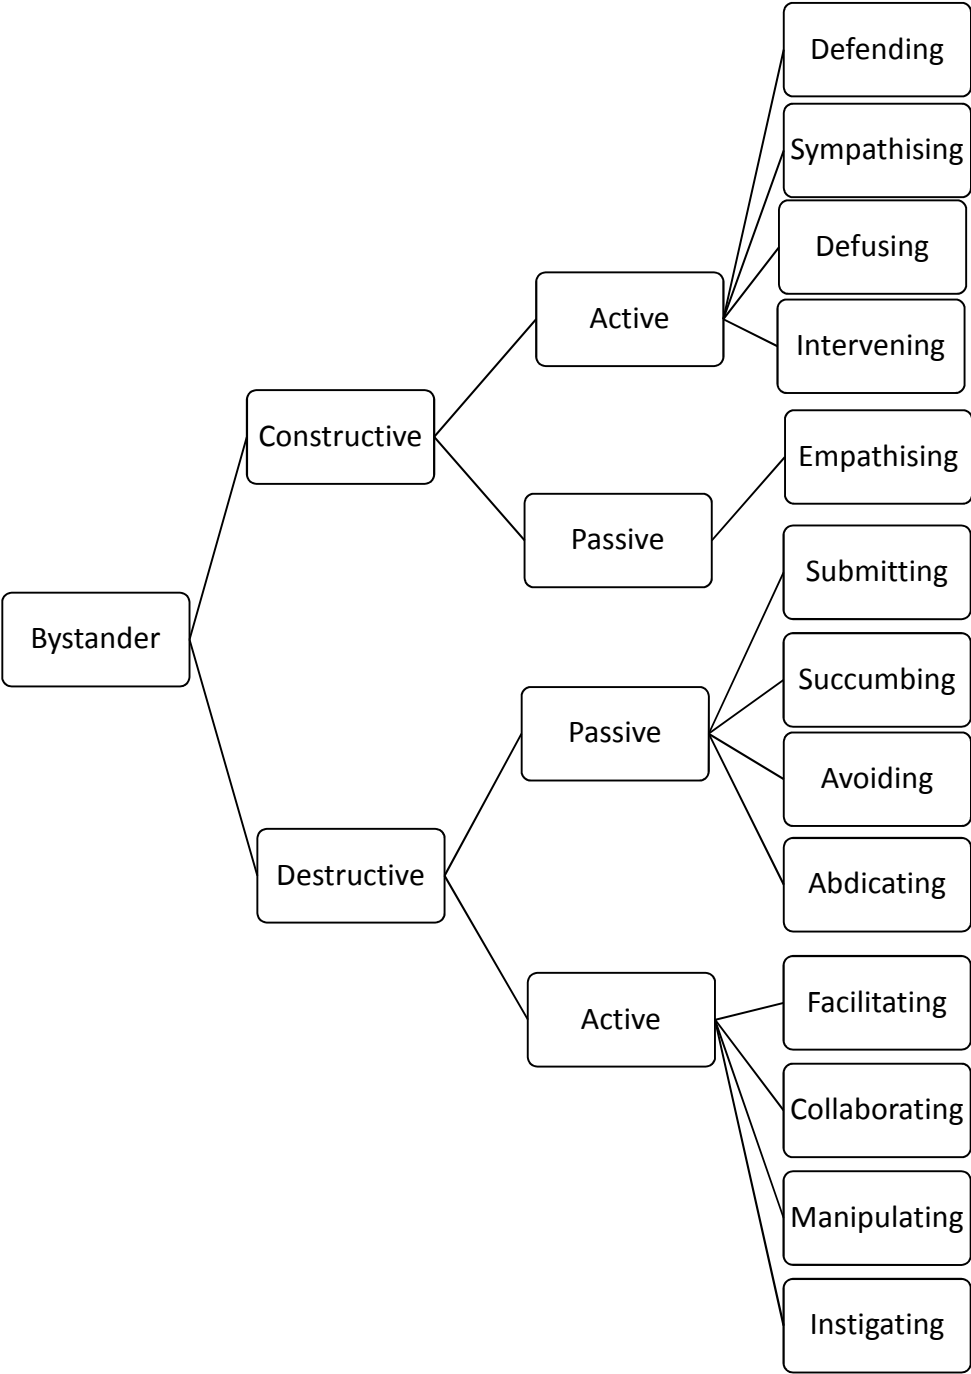 Bystander
Constructive
Active
Defending
Sympathising
Defusing
Intervening
Passive
Empathising
Destructive
Passive
Submitting
Succumbing
Avoiding
Abdicating
Active
Facilitating
Collaborating
Manipulating
Instigating